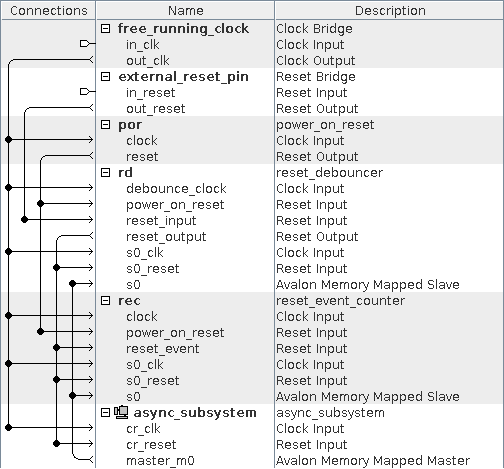 Connections Name Description
free_running_clock Clock Bridge
in_clk Clock Input
out_clk Clock Output
external_reset_pin Reset Bridge
in_reset Reset Input
out_reset Reset Output
por power_on_reset
clock Clock Input
reset Reset Output
rd reset_debouncer
debounce_clock Clock Input
power_on_reset Reset Input
reset_input Reset Input
reset_output Reset Output
s0_clk Clock Input
s0_reset Reset Input
s0 Avalon Memory Mapped Slave
rec reset_event_counter
clock Clock Input
power_on_reset Reset Input
reset_event Reset Input
s0_clk Clock Input
s0_reset Reset Input
s0 Avalon Memory Mapped Slave
async_subsystem async_subsystem
cr_clk Clock Input
cr_reset Reset Input
master_m0 Avalon Memory Mapped Master